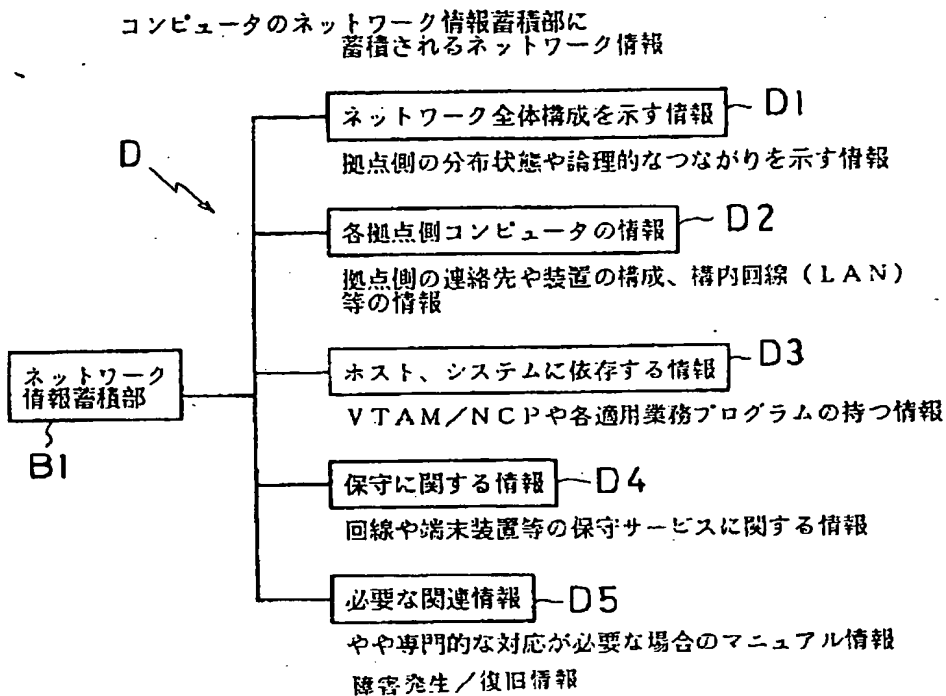 コンピュータのネットワーク情報蓄積部に
蓄積されるネットワーク情報
ネットワーク全体構成を示す情報 D1
拠点側の分布状態や論理的なつながりを示す情報
D
各拠点側コンピュータの情報 D2
拠点側の連絡先や装置の構成、構内回線（LAN）
等の情報
ホスト、システムに依存する情報 D3
VTAM／NCPや各適用業務プログラムの持つ情報
ネットワーク
情報蓄積部
B1
保守に関する情報 D4
回線や端末装置等の保守サービスに関する情報
必要な関連情報 D5
やや専門的な対応が必要な場合のマニュアル情報
障害発生／復旧情報